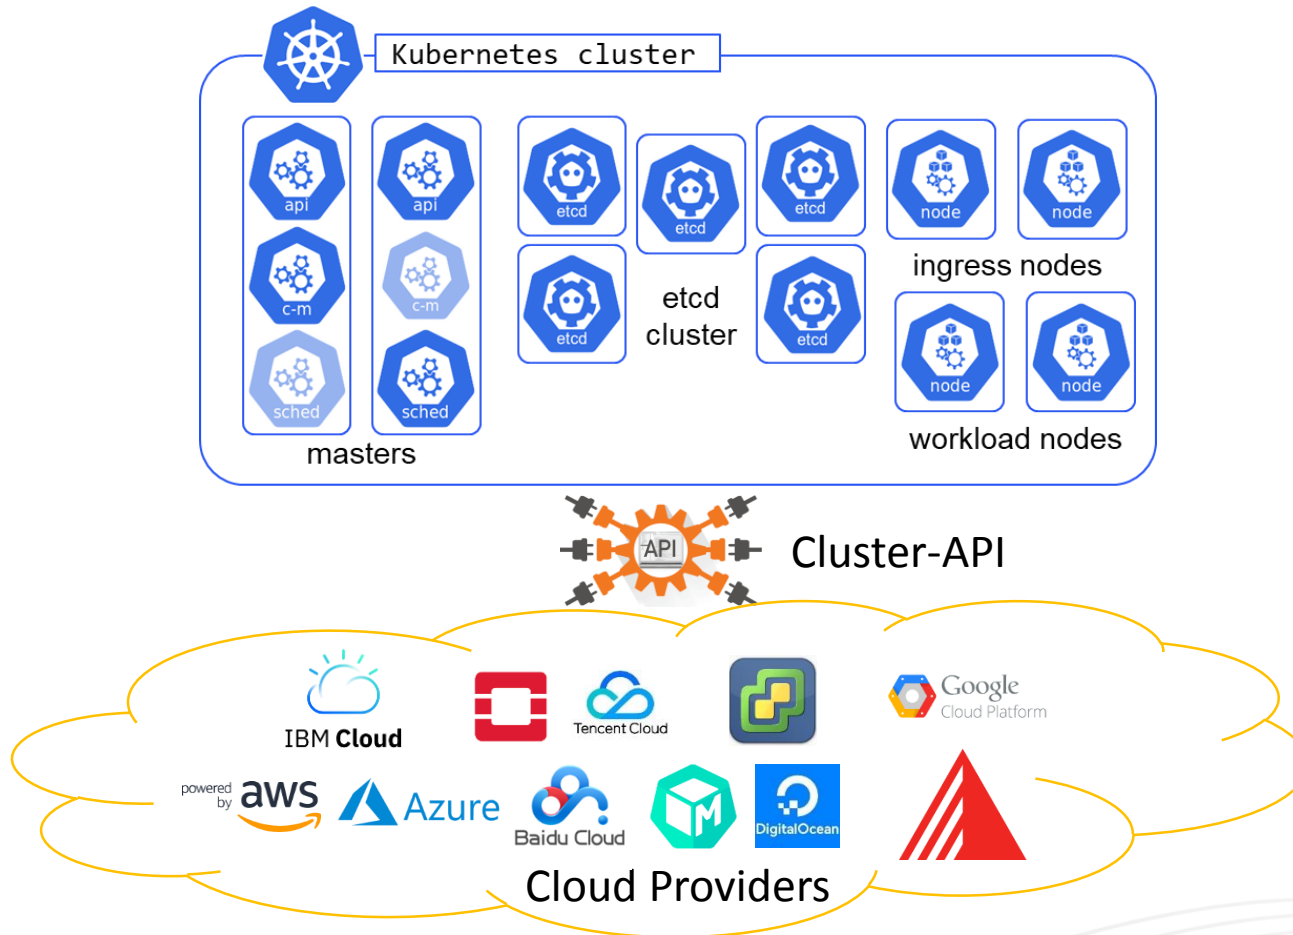 Kubernetes cluster
api
api
c-m
c-m
sched
sched
masters
etcd
etcd
etcd
etcd
etcd
etcd
cluster
node
node
ingress nodes
node
node
workload nodes
API
Cluster-API
IBM Cloud
Tencent Cloud
Google
Cloud Platform
powered
by
aws
Azure
Baidu Cloud
M
DigitalOcean
Cloud Providers